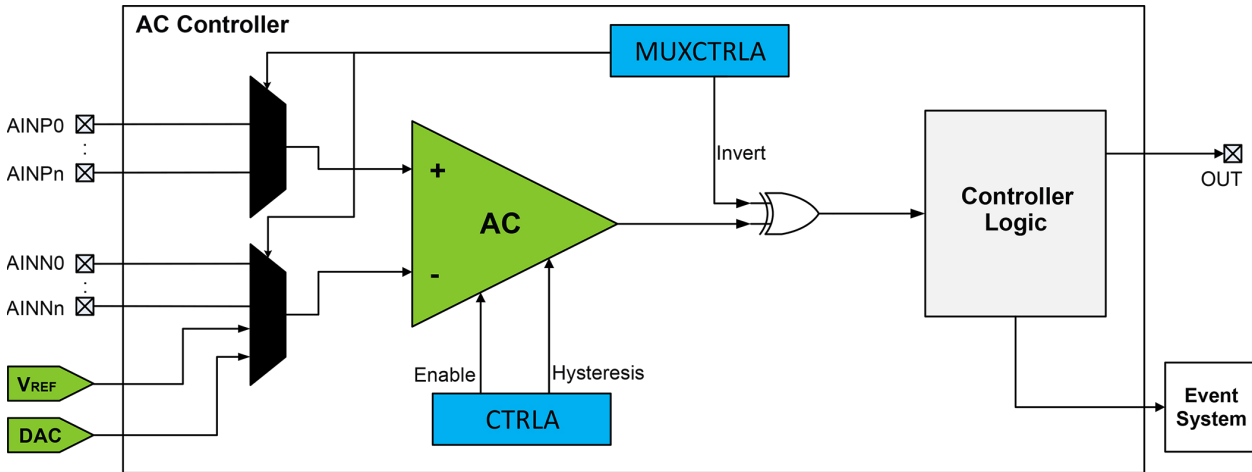 AC Controller
MUXCTRLA
AINP0
:
AINPn
Invert
+
AC
-
Controller
Logic
OUT
AINN0
:
AINNn
VREF
DAC
Enable
Hysteresis
CTRLA
Event
System